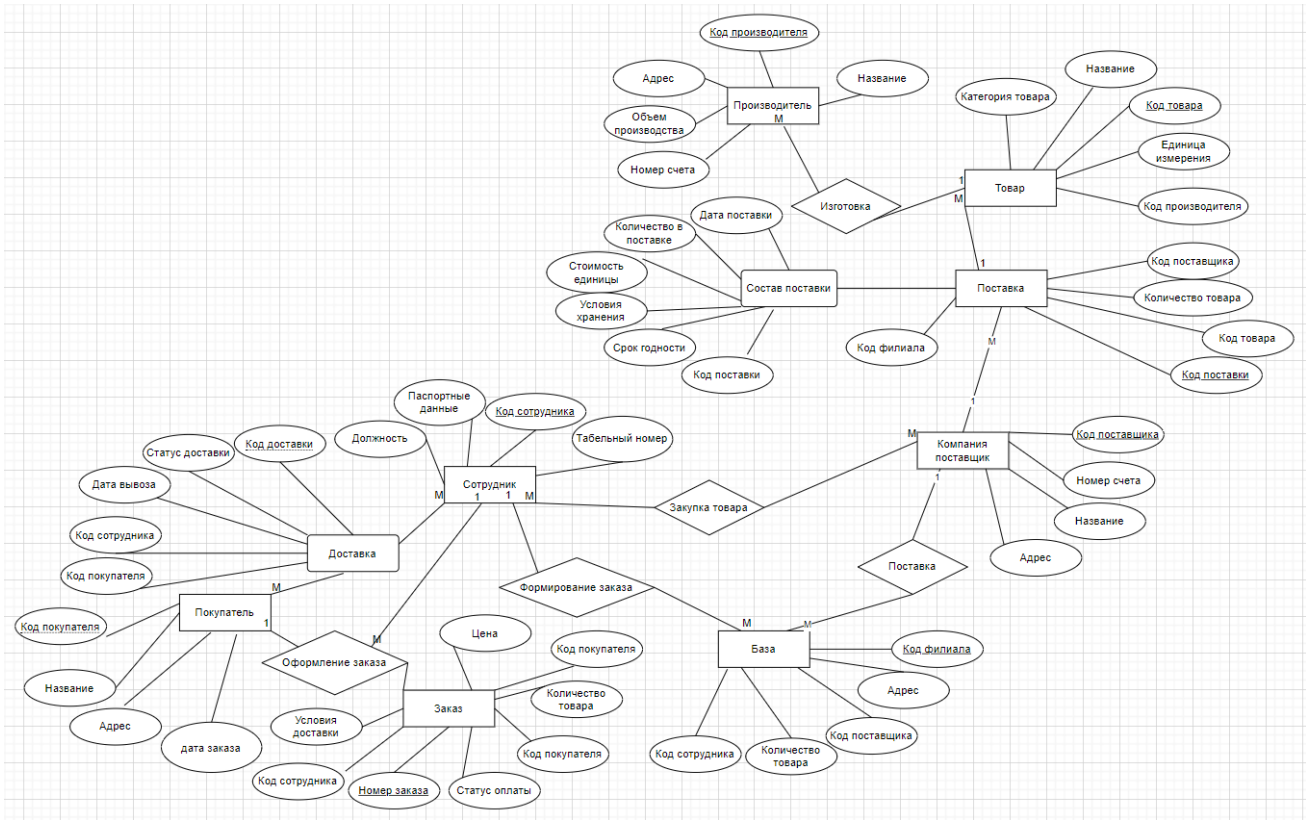 Код производителя
Адрес
Название
Производитель
М
Объем
производства
Номер счета
Название
Категория товара
Код товара
Единица
измерения
Товар
1
М
Код производителя
Изготовка
Дата поставки
Количество в
поставке
Стоимость
единицы
Условия
хранения
Срок годности
Код поставки
Состав поставки
1
Поставка
Код поставщика
Количество товара
Код товара
Код поставки
Код филиала
М
1
Паспортные
данные
Код сотрудника
Должность
Табельный номер
Статус доставки
Код доставки
Дата вывоза
Код сотрудника
Код покупателя
Доставка
Сотрудник
М
1
1
М
Закупка товара
М
Компания
поставщик
1
Код поставщика
Номер счета
Название
Адрес
Поставка
Формирование заказа
М
Покупатель
1
Код покупателя
Название
Адрес
дата заказа
Оформление заказа
М
Цена
Код покупателя
Количество
товара
Заказ
Условия
доставки
Код покупателя
Код сотрудника
Номер заказа
Статус оплаты
М
М
База
Код филиала
Адрес
Код поставщика
Код сотрудника
Количество
товара